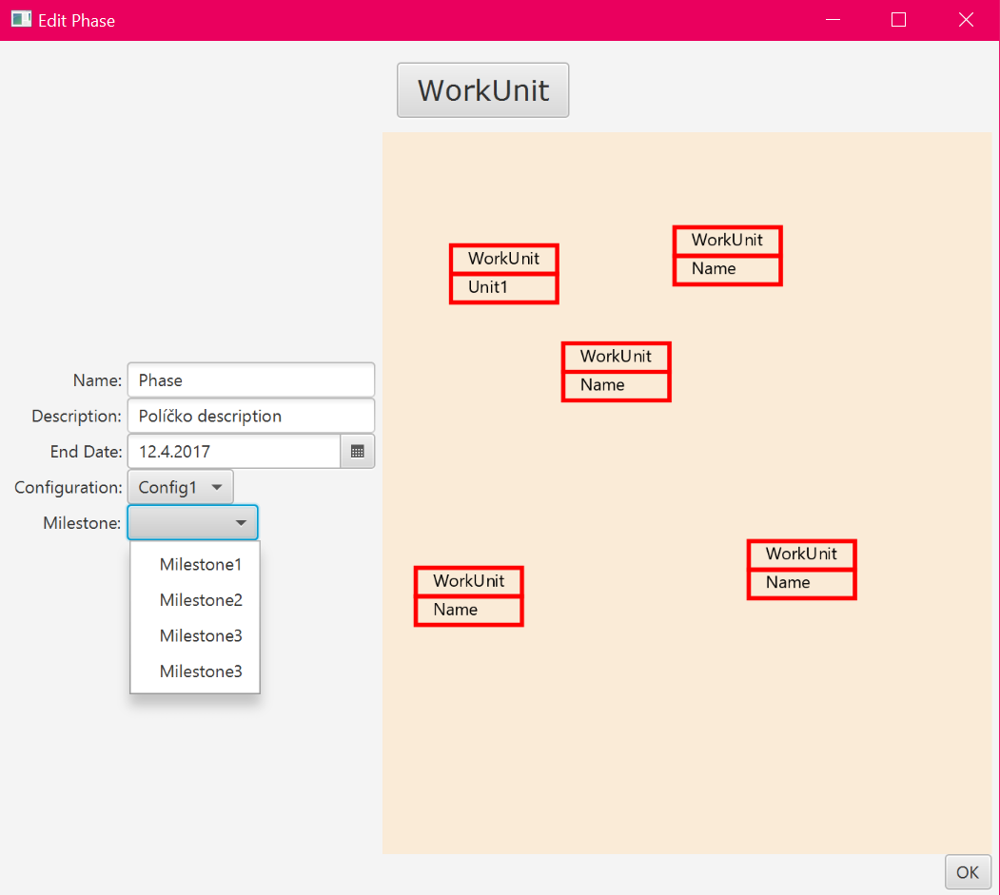 Edit Phase
WorkUnit
WorkUnit
Name
WorkUnit
Unit1
WorkUnit
Name
Name: Phase
Description: Políčko description
End Date: 12.4.2017
Configuration: Config1
Milestone:
Milestone1
Milestone2
Milestone3
Milestone3
WorkUnit
Name
WorkUnit
Name
OK